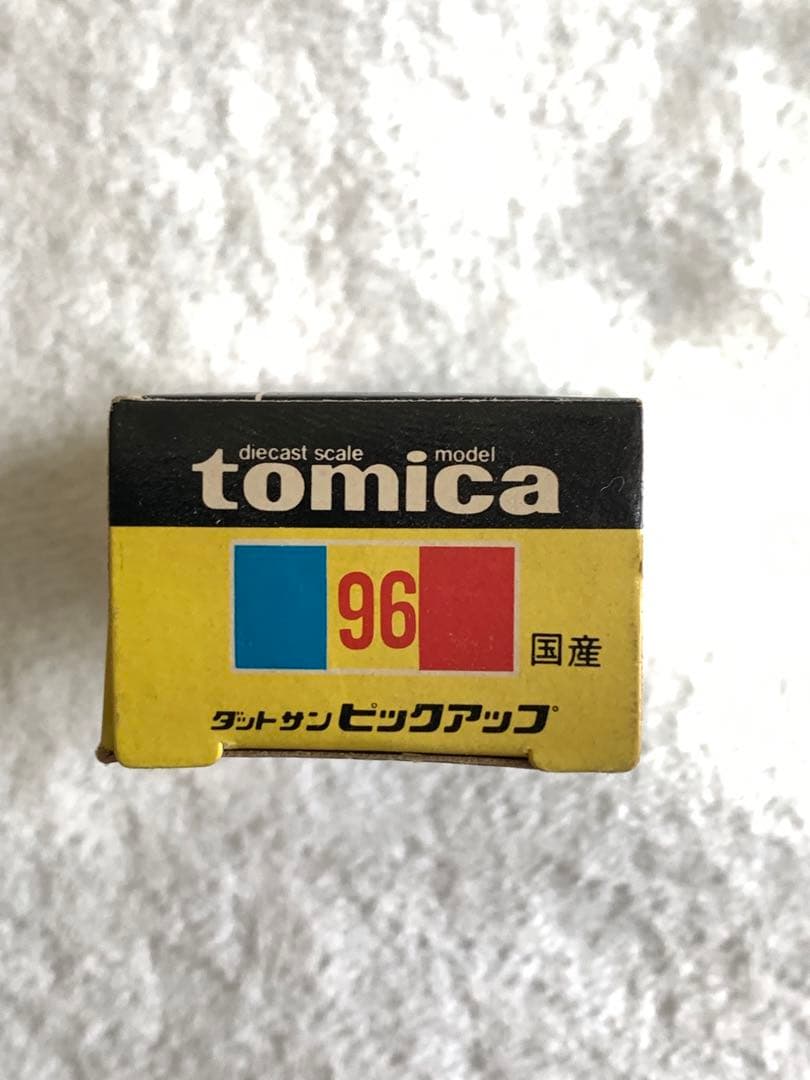 diecast scale model
tomica
96
国産
ダットサン ピックアップ